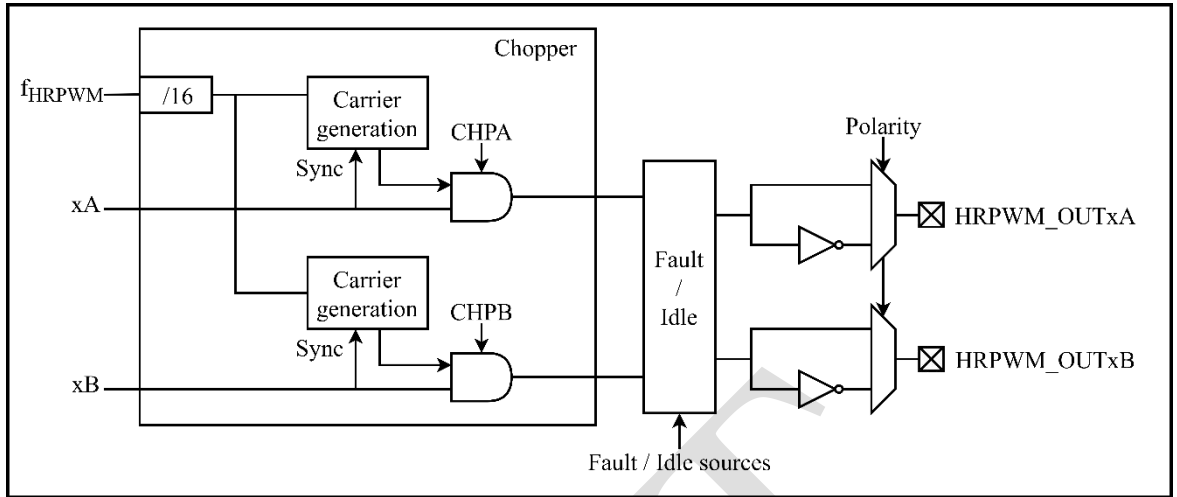 Chopper
f_HRPWM
/16
Carrier
generation
CHPA
Sync
xA
Carrier
generation
CHPB
Sync
xB
Fault
/
Idle
Fault / Idle sources
Polarity
HRPWM_OUTxA
HRPWM_OUTxB